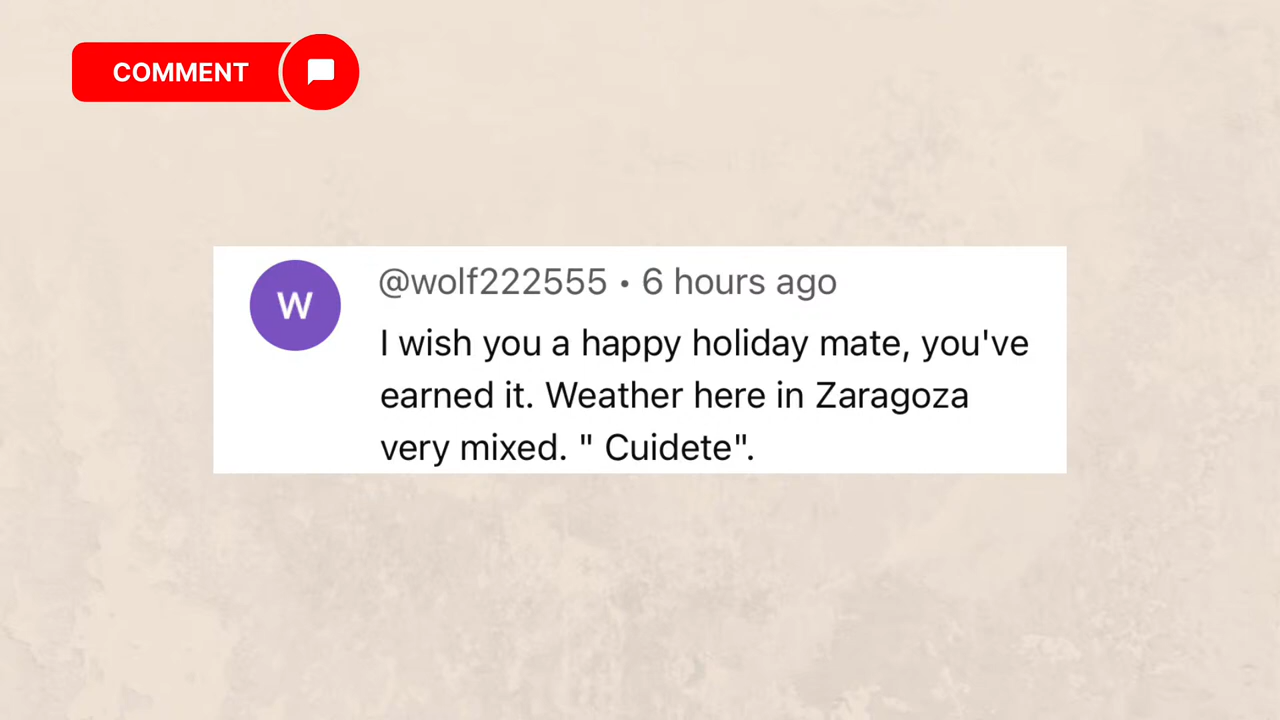 COMMENT
W
@wolf222555 • 6 hours ago
I wish you a happy holiday mate, you've
earned it. Weather here in Zaragoza
very mixed. " Cuidete".